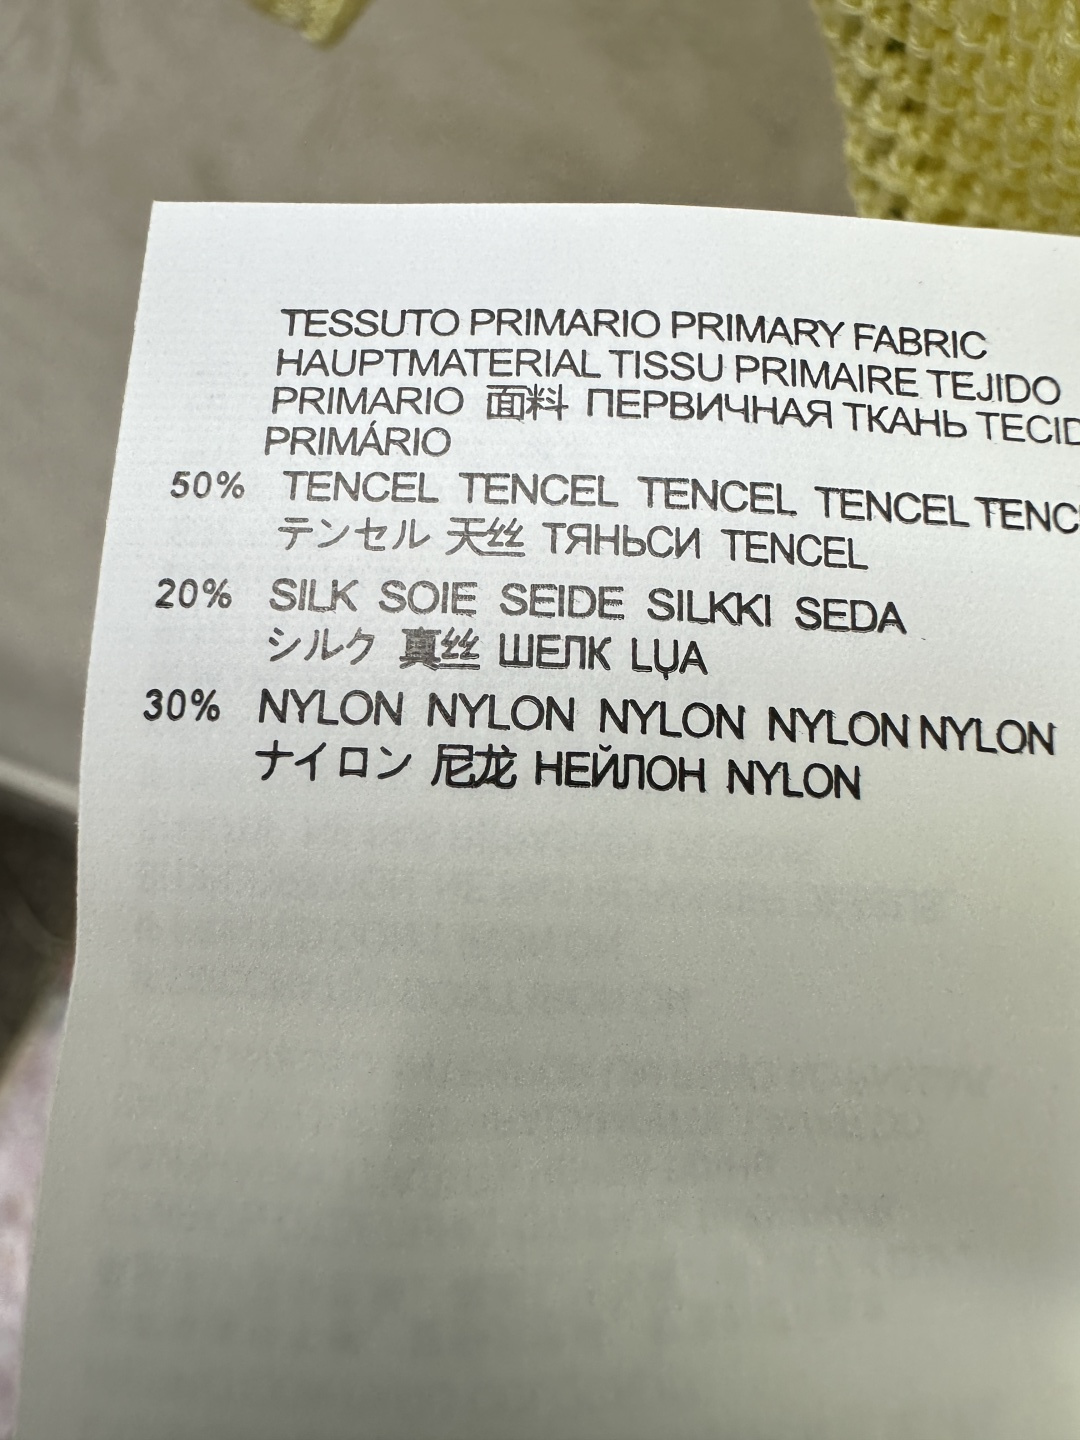 TESSUTO PRIMARIO PRIMARY FABRIC
HAUPTMATERIAL TISSU PRIMAIRE TEJIDO
PRIMARIO 面料 ПЕРВИЧНАЯ ТКАНЬ TECID
PRIMÁRIO
50% TENCEL TENCEL TENCEL TENCEL TENC
テンセル 天丝 ТЯНЬСИ TENCEL
20% SILK SOIE SEIDE SILKKI SEDA
シルク 真丝 ШЕЛК LỤA
30% NYLON NYLON NYLON NYLON NYLON
ナイロン 尼龙 НЕЙЛОН NYLON